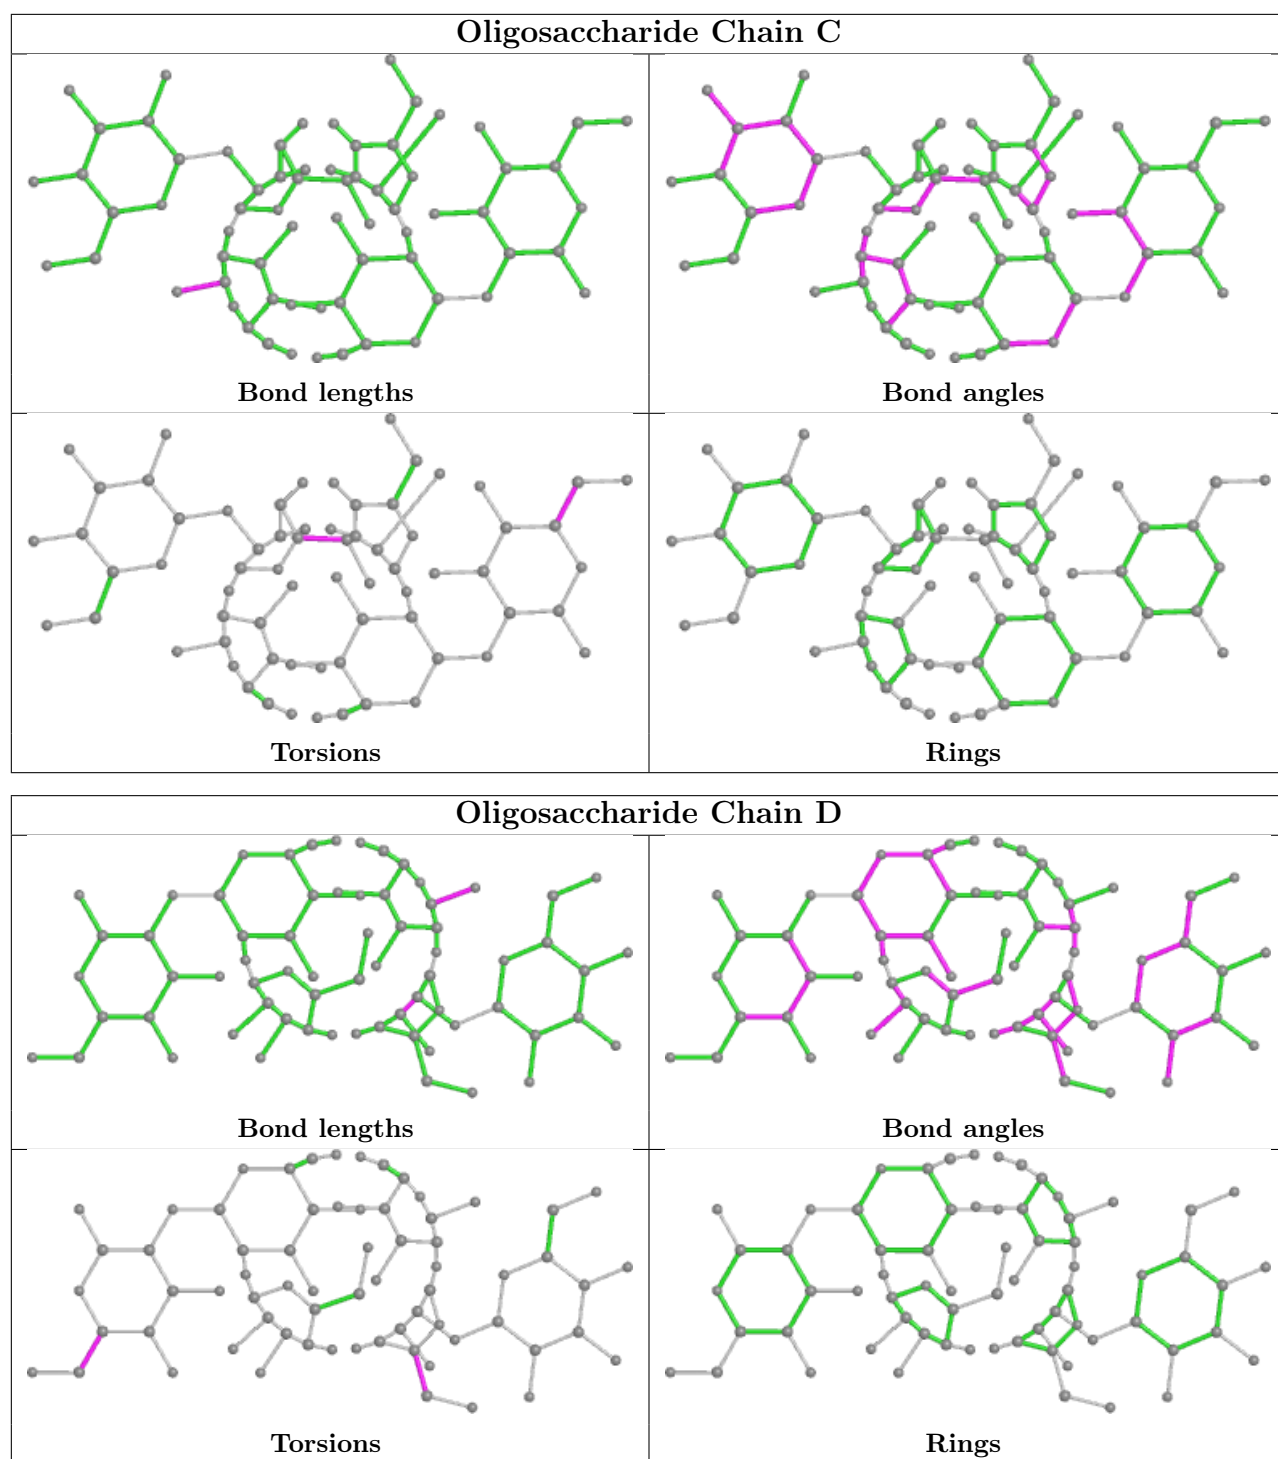 Oligosaccharide Chain C
Bond lengths
Bond angles
Torsions
Rings
Oligosaccharide Chain D
Bond lengths
Bond angles
Torsions
Rings